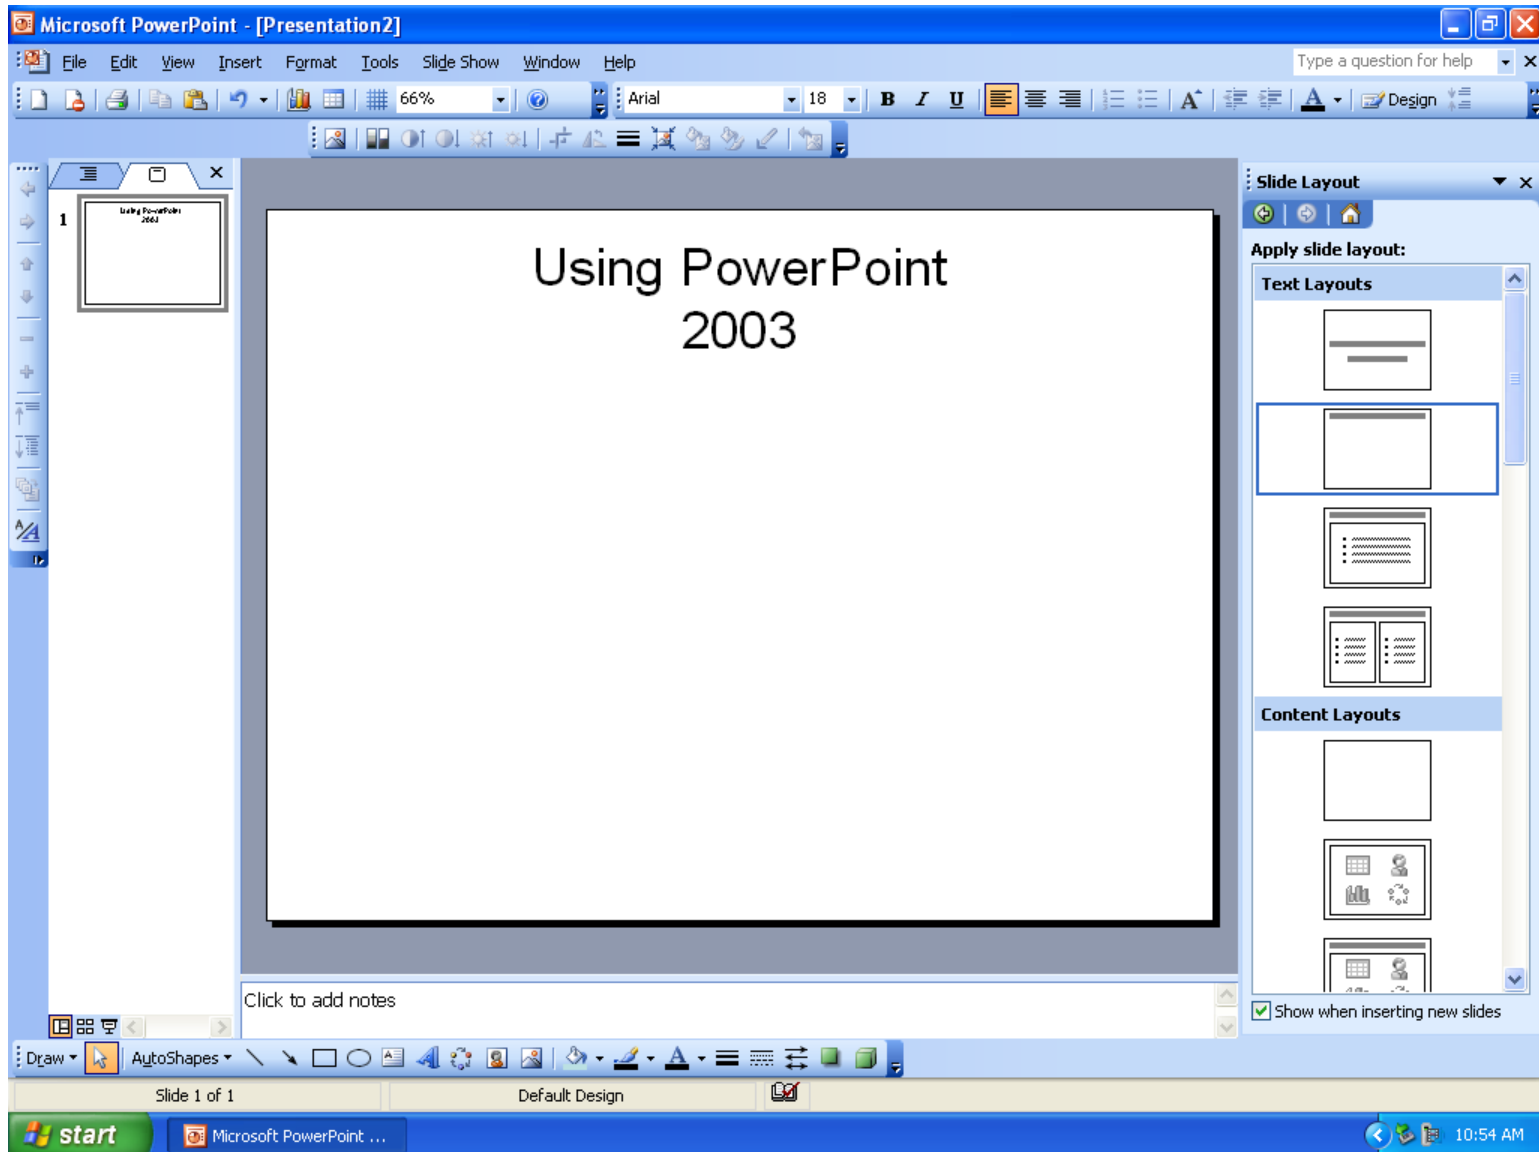 Microsoft PowerPoint - [Presentation2]
File Edit View Insert Format Tools Slide Show Window Help Type a question for help
66% Arial 18 B I U A A Design
1 Using PowerPoint
2003
Slide Layout
Apply slide layout:
Text Layouts
Using PowerPoint
2003
Content Layouts
Click to add notes
Show when inserting new slides
Draw AutoShapes A A
Slide 1 of 1 Default Design
start Microsoft PowerPoint ... 10:54 AM